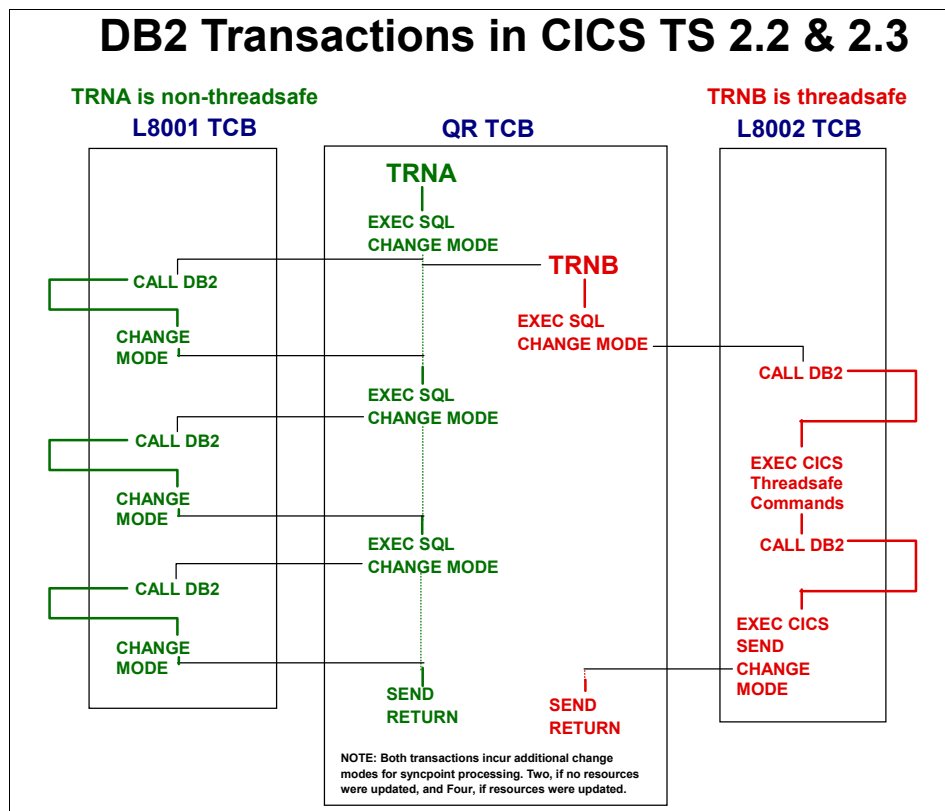 DB2 Transactions in CICS TS 2.2 & 2.3
TRNA is non-threadsafe
L8001 TCB
CALL DB2
CHANGE
MODE
CALL DB2
CHANGE
MODE
CALL DB2
CHANGE
MODE
QR TCB
TRNA
EXEC SQL
CHANGE MODE
EXEC SQL
CHANGE MODE
EXEC SQL
CHANGE MODE
SEND
RETURN
TRNB
EXEC SQL
CHANGE MODE
SEND
RETURN
NOTE: Both transactions incur additional change
modes for syncpoint processing. Two, if no resources
were updated, and Four, if resources were updated.
TRNB is threadsafe
L8002 TCB
CALL DB2
EXEC CICS
Threadsafe
Commands
CALL DB2
EXEC CICS
SEND
CHANGE
MODE